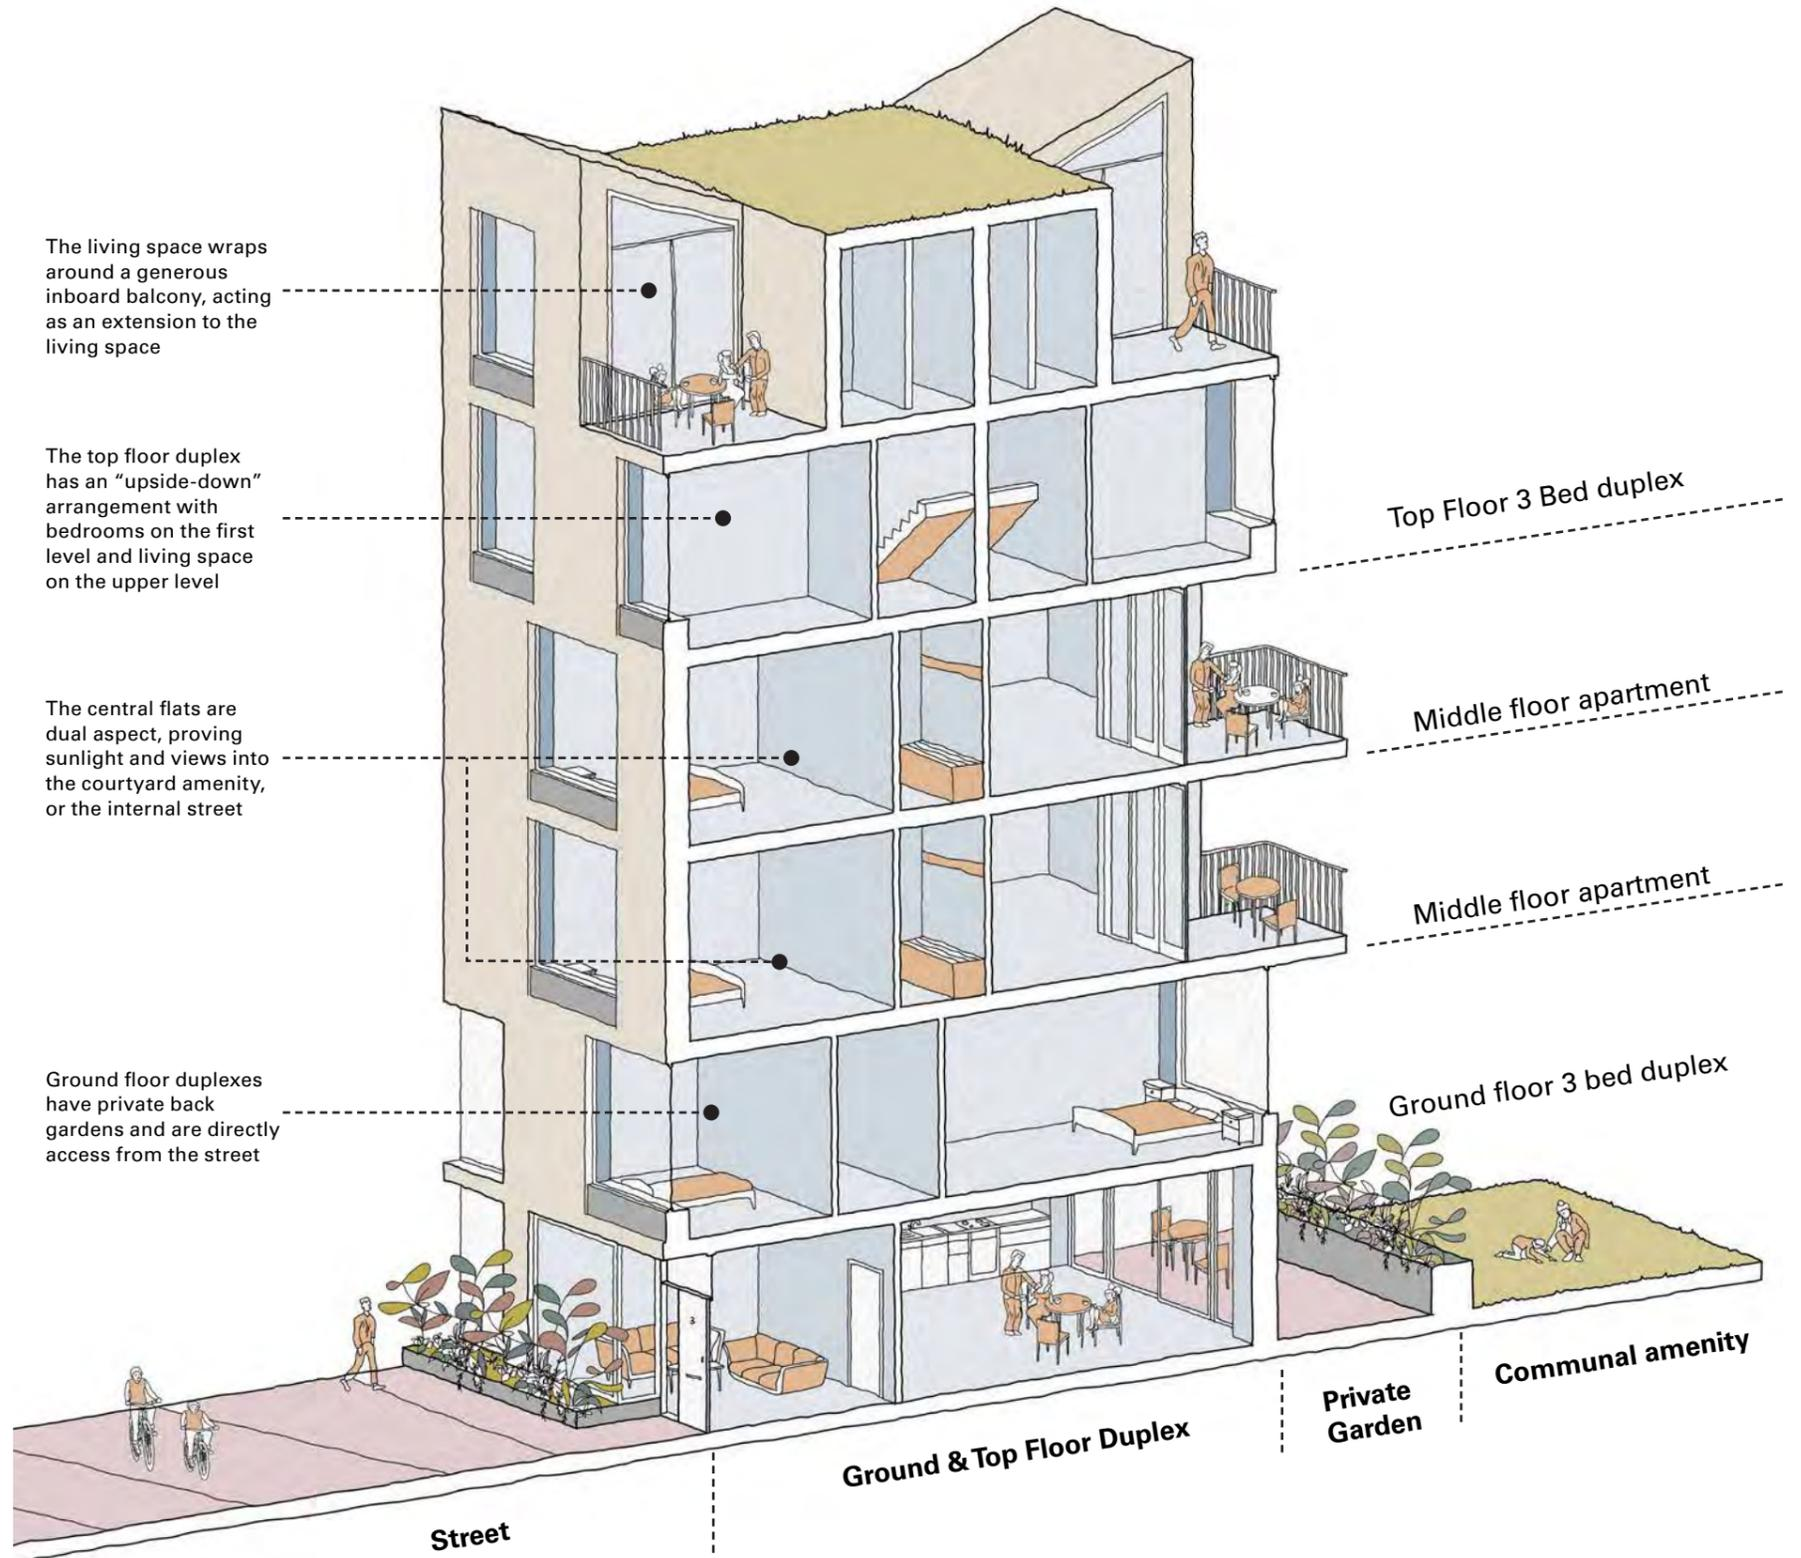 The living space wraps
around a generous
inboard balcony, acting
as an extension to the
living space
The top floor duplex
has an “upside-down”
arrangement with
bedrooms on the first
level and living space
on the upper level
Top Floor 3 Bed duplex
The central flats are
dual aspect, proving
sunlight and views into
the courtyard amenity,
or the internal street
Middle floor apartment
Middle floor apartment
Ground floor duplexes
have private back
gardens and are directly
access from the street
Ground floor 3 bed duplex
3
Street
Ground & Top Floor Duplex
Private
Garden
Communal amenity